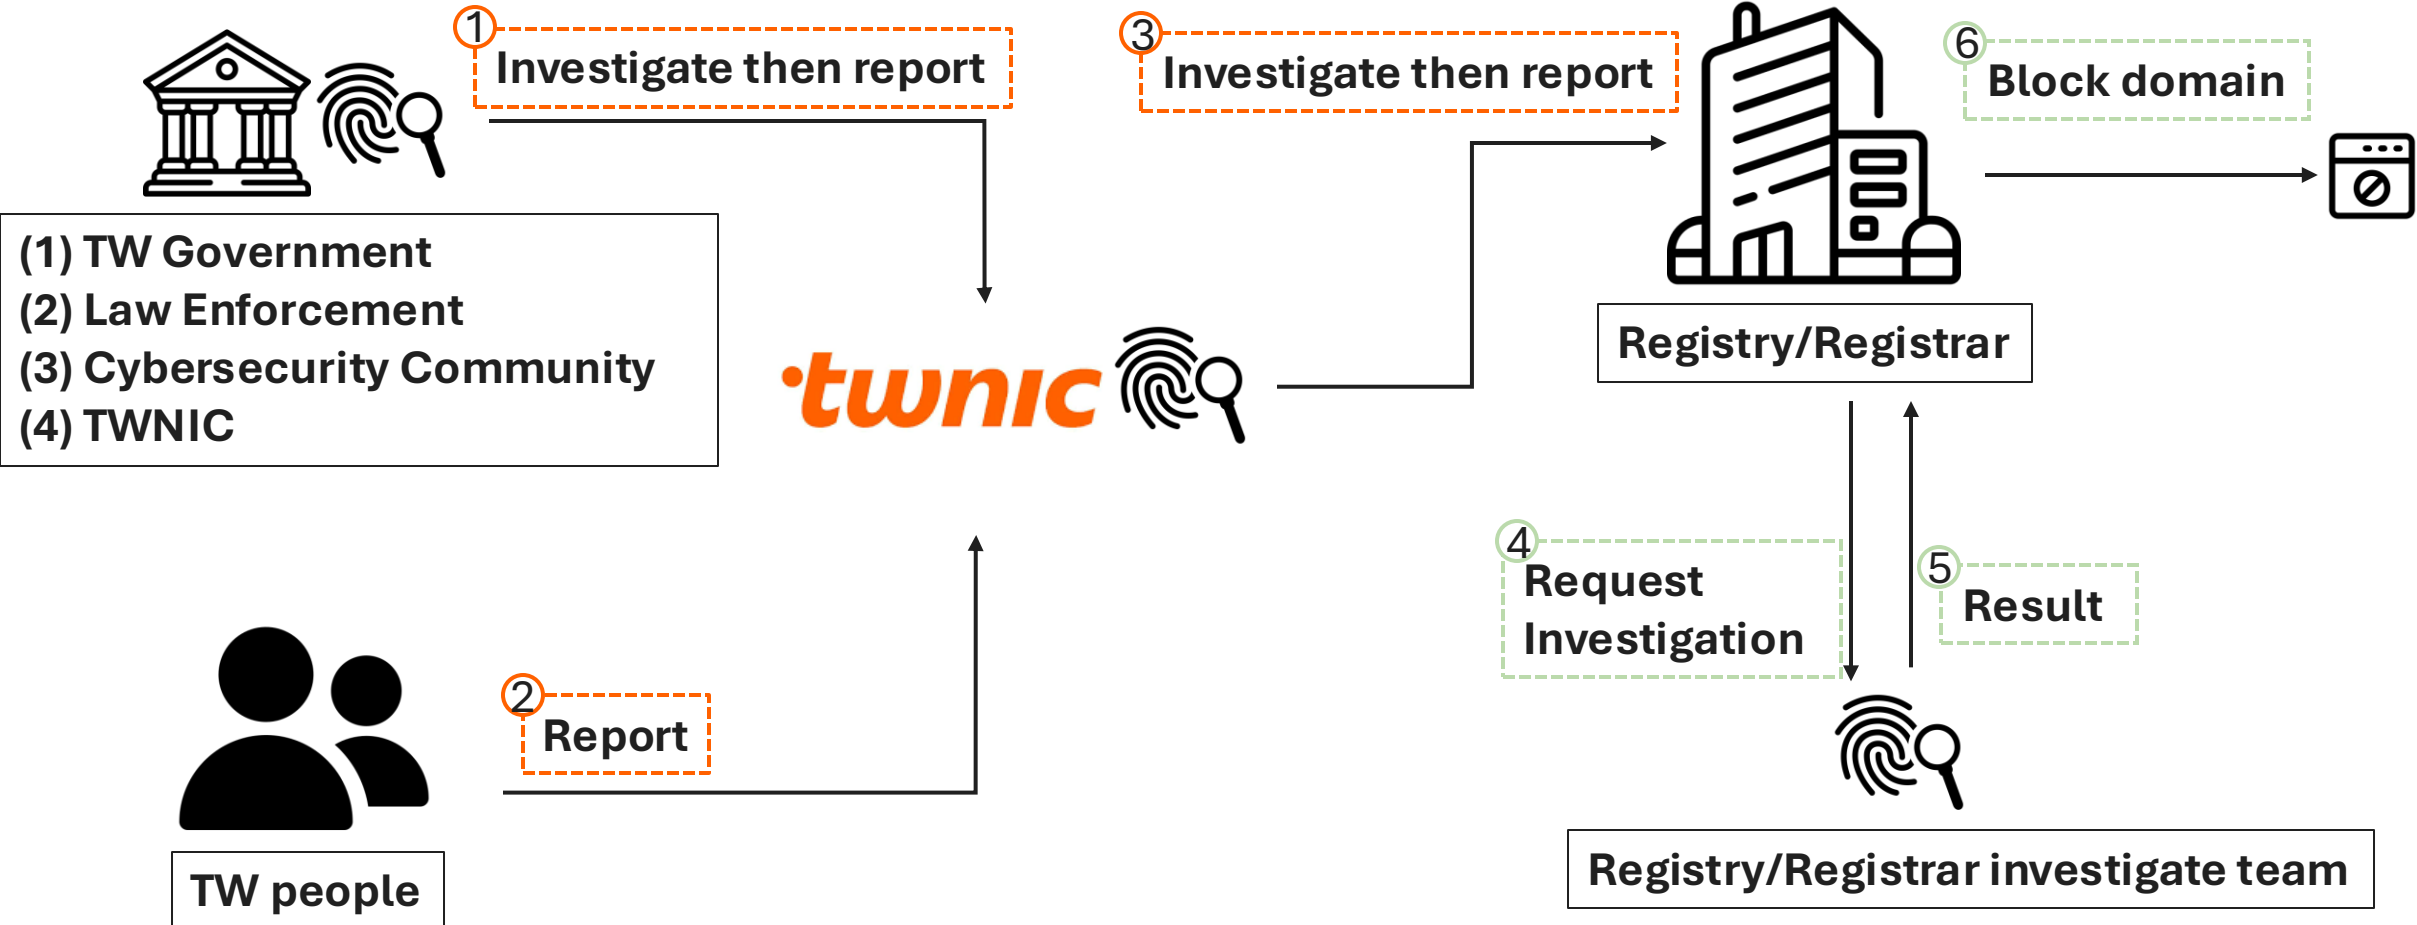 1
Investigate then report
3
Investigate then report
6
Block domain
(1) TW Government
(2) Law Enforcement
(3) Cybersecurity Community
(4) TWNIC
twnic
Registry/Registrar
4
Request
Investigation
5
Result
2
Report
TW people
Registry/Registrar investigate team